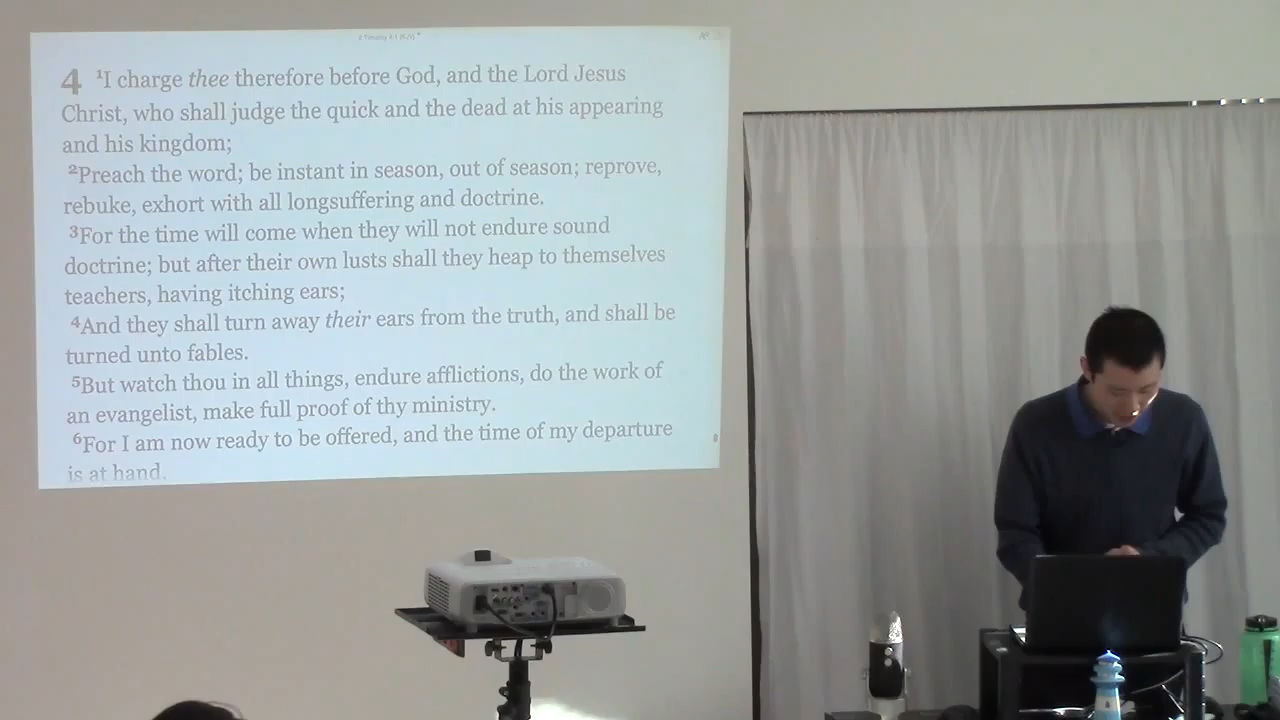 2 Timothy 4:1 (KJV)
4 ¹I charge thee therefore before God, and the Lord Jesus
Christ, who shall judge the quick and the dead at his appearing
and his kingdom;
²Preach the word; be instant in season, out of season; reprove,
rebuke, exhort with all longsuffering and doctrine.
³For the time will come when they will not endure sound
doctrine; but after their own lusts shall they heap to themselves
teachers, having itching ears;
⁴And they shall turn away their ears from the truth, and shall be
turned unto fables.
⁵But watch thou in all things, endure afflictions, do the work of
an evangelist, make full proof of thy ministry.
⁶For I am now ready to be offered, and the time of my departure
is at hand.